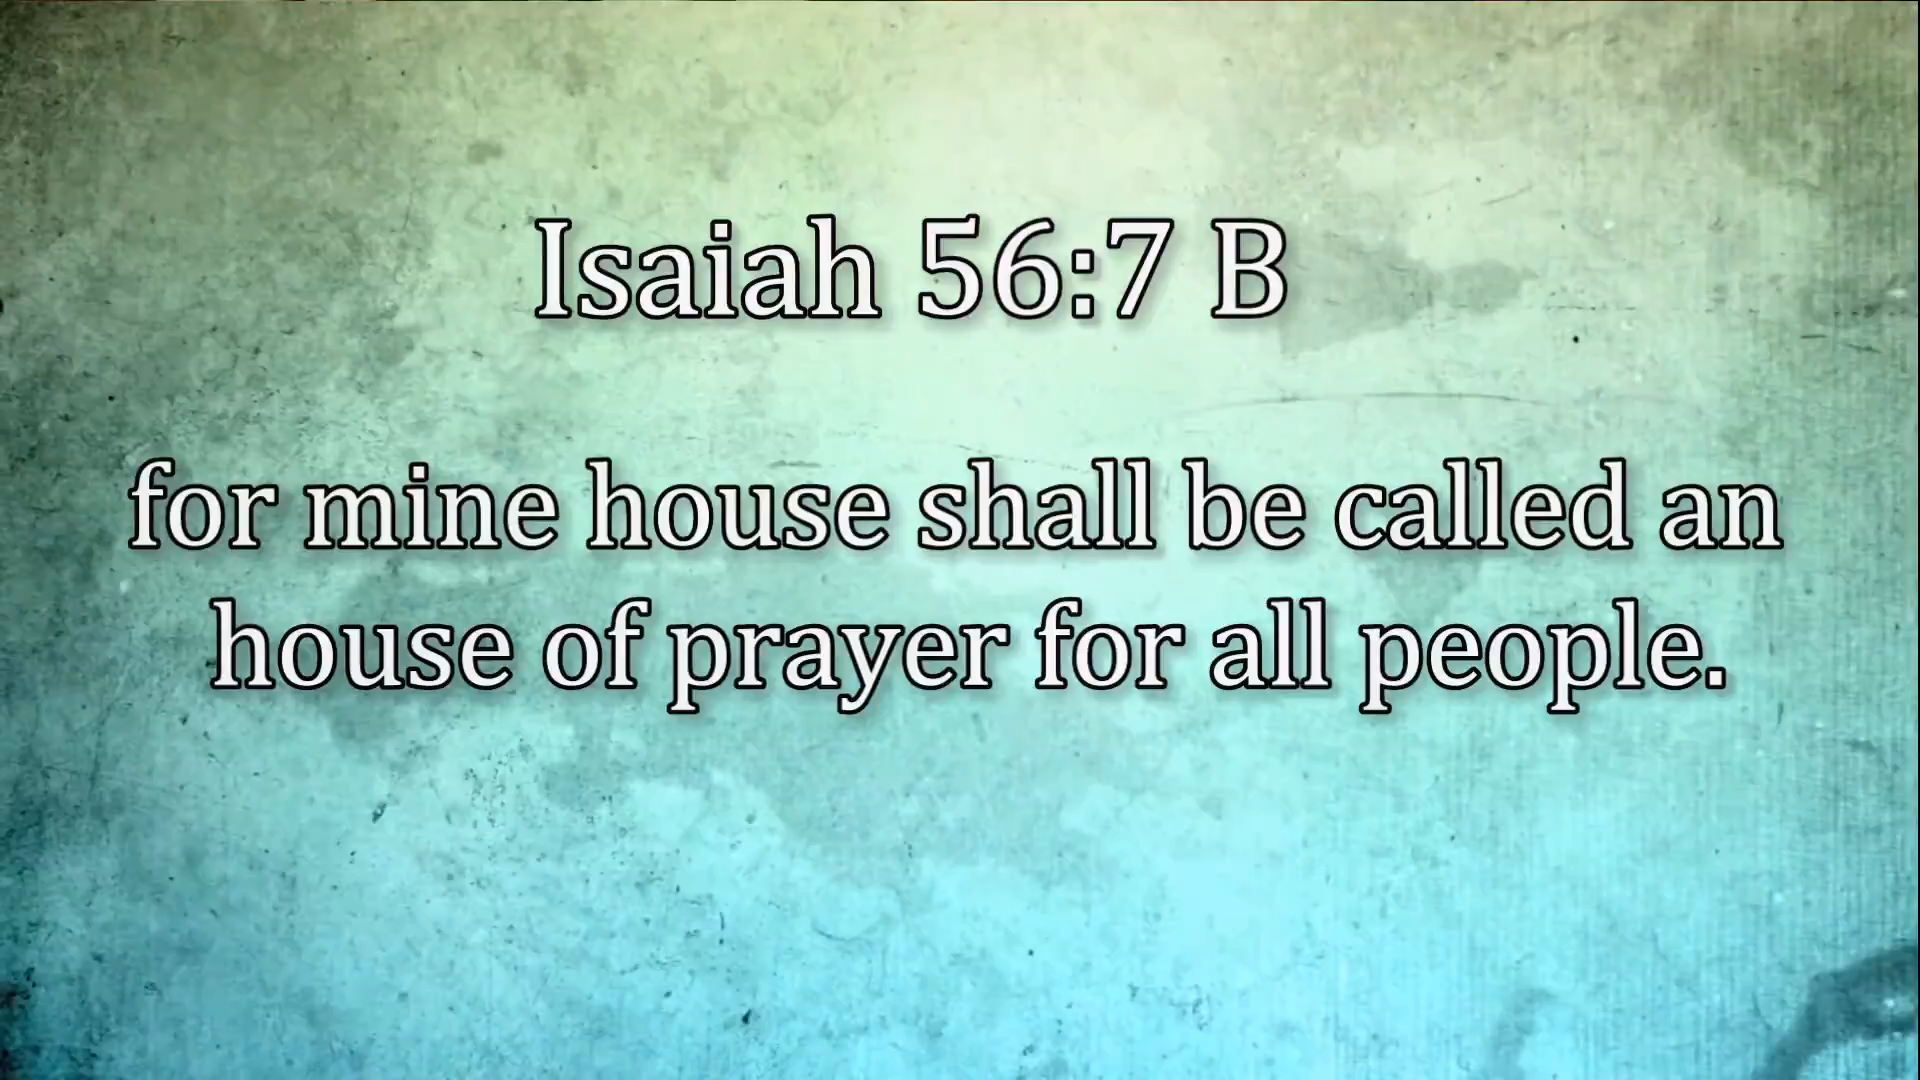 Isaiah 56:7 B
for mine house shall be called an
house of prayer for all people.